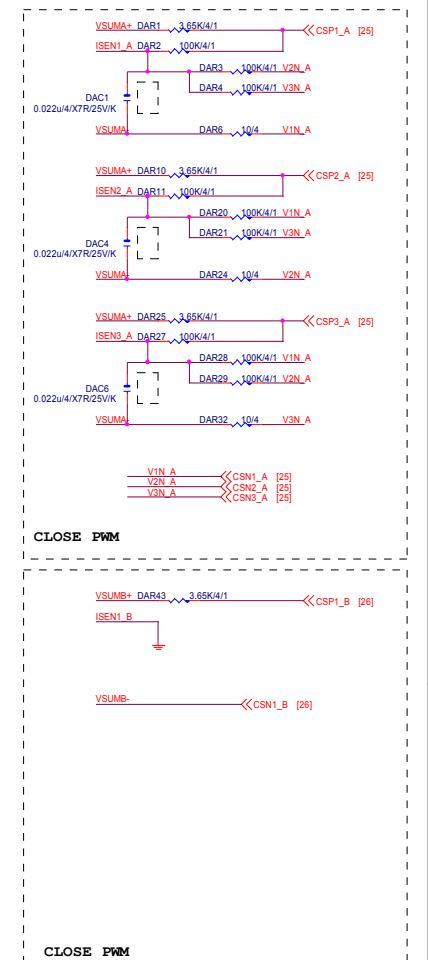 VSUMA+ DAR1 3.65K/4/1 CSP1_A [25]
ISEN1_A DAR2 100K/4/1
DAR3 100K/4/1 V2N_A
DAR4 100K/4/1 V3N_A
DAC1
0.022u/4/X7R/25V/K
VSUMA- DAR6 10/4 V1N_A
VSUMA+ DAR10 3.65K/4/1 CSP2_A [25]
ISEN2_A DAR11 100K/4/1
DAR20 100K/4/1 V1N_A
DAR21 100K/4/1 V3N_A
DAC4
0.022u/4/X7R/25V/K
VSUMA- DAR24 10/4 V2N_A
VSUMA+ DAR25 3.65K/4/1 CSP3_A [25]
ISEN3_A DAR27 100K/4/1
DAR28 100K/4/1 V1N_A
DAR29 100K/4/1 V2N_A
DAC6
0.022u/4/X7R/25V/K
VSUMA- DAR32 10/4 V3N_A
V1N_A CSN1_A [25]
V2N_A CSN2_A [25]
V3N_A CSN3_A [25]
CLOSE PWM
VSUMB+ DAR43 3.65K/4/1 CSP1_B [26]
ISEN1_B
VSUMB- CSN1_B [26]
CLOSE PWM